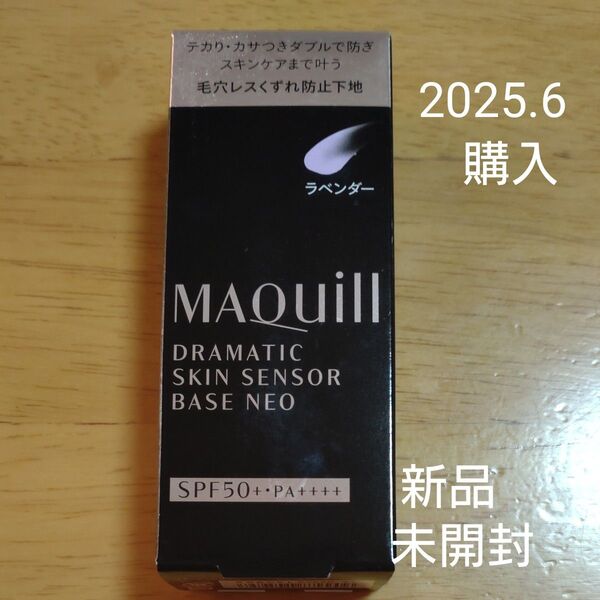 テカリ・カサつきダブルで防ぎ
スキンケアまで叶う
毛穴レスくずれ防止下地
ラベンダー
MAQuill
DRAMATIC
SKIN SENSOR
BASE NEO
SPF50+・PA++++
2025.6
購入
新品
未開封